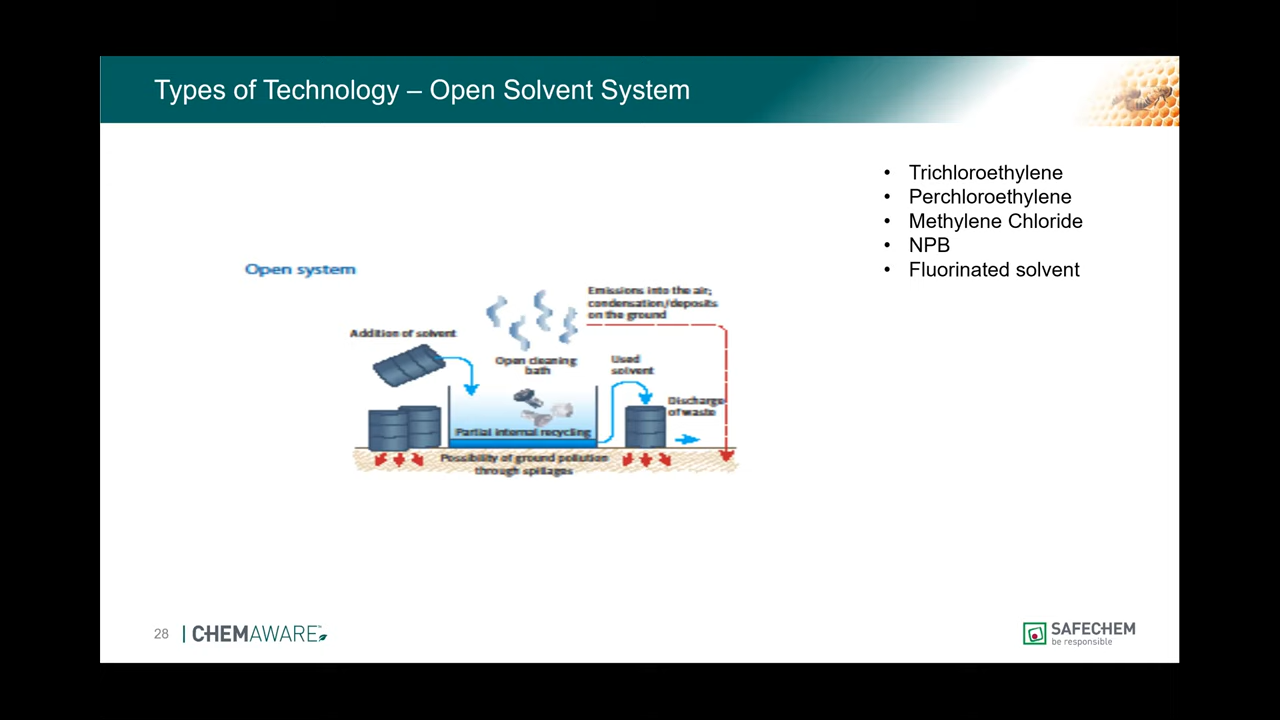 Types of Technology – Open Solvent System
• Trichloroethylene
• Perchloroethylene
• Methylene Chloride
• NPB
• Fluorinated solvent
Open system
Emissions into the air;
condensation/deposits
on the ground
Addition of solvent
Open cleaning
bath
Used
solvent
Discharge
of waste
Partial internal recycling
Possibility of ground pollution
through spillages
28 | CHEMAWARE™
SAFECHEM
be responsible